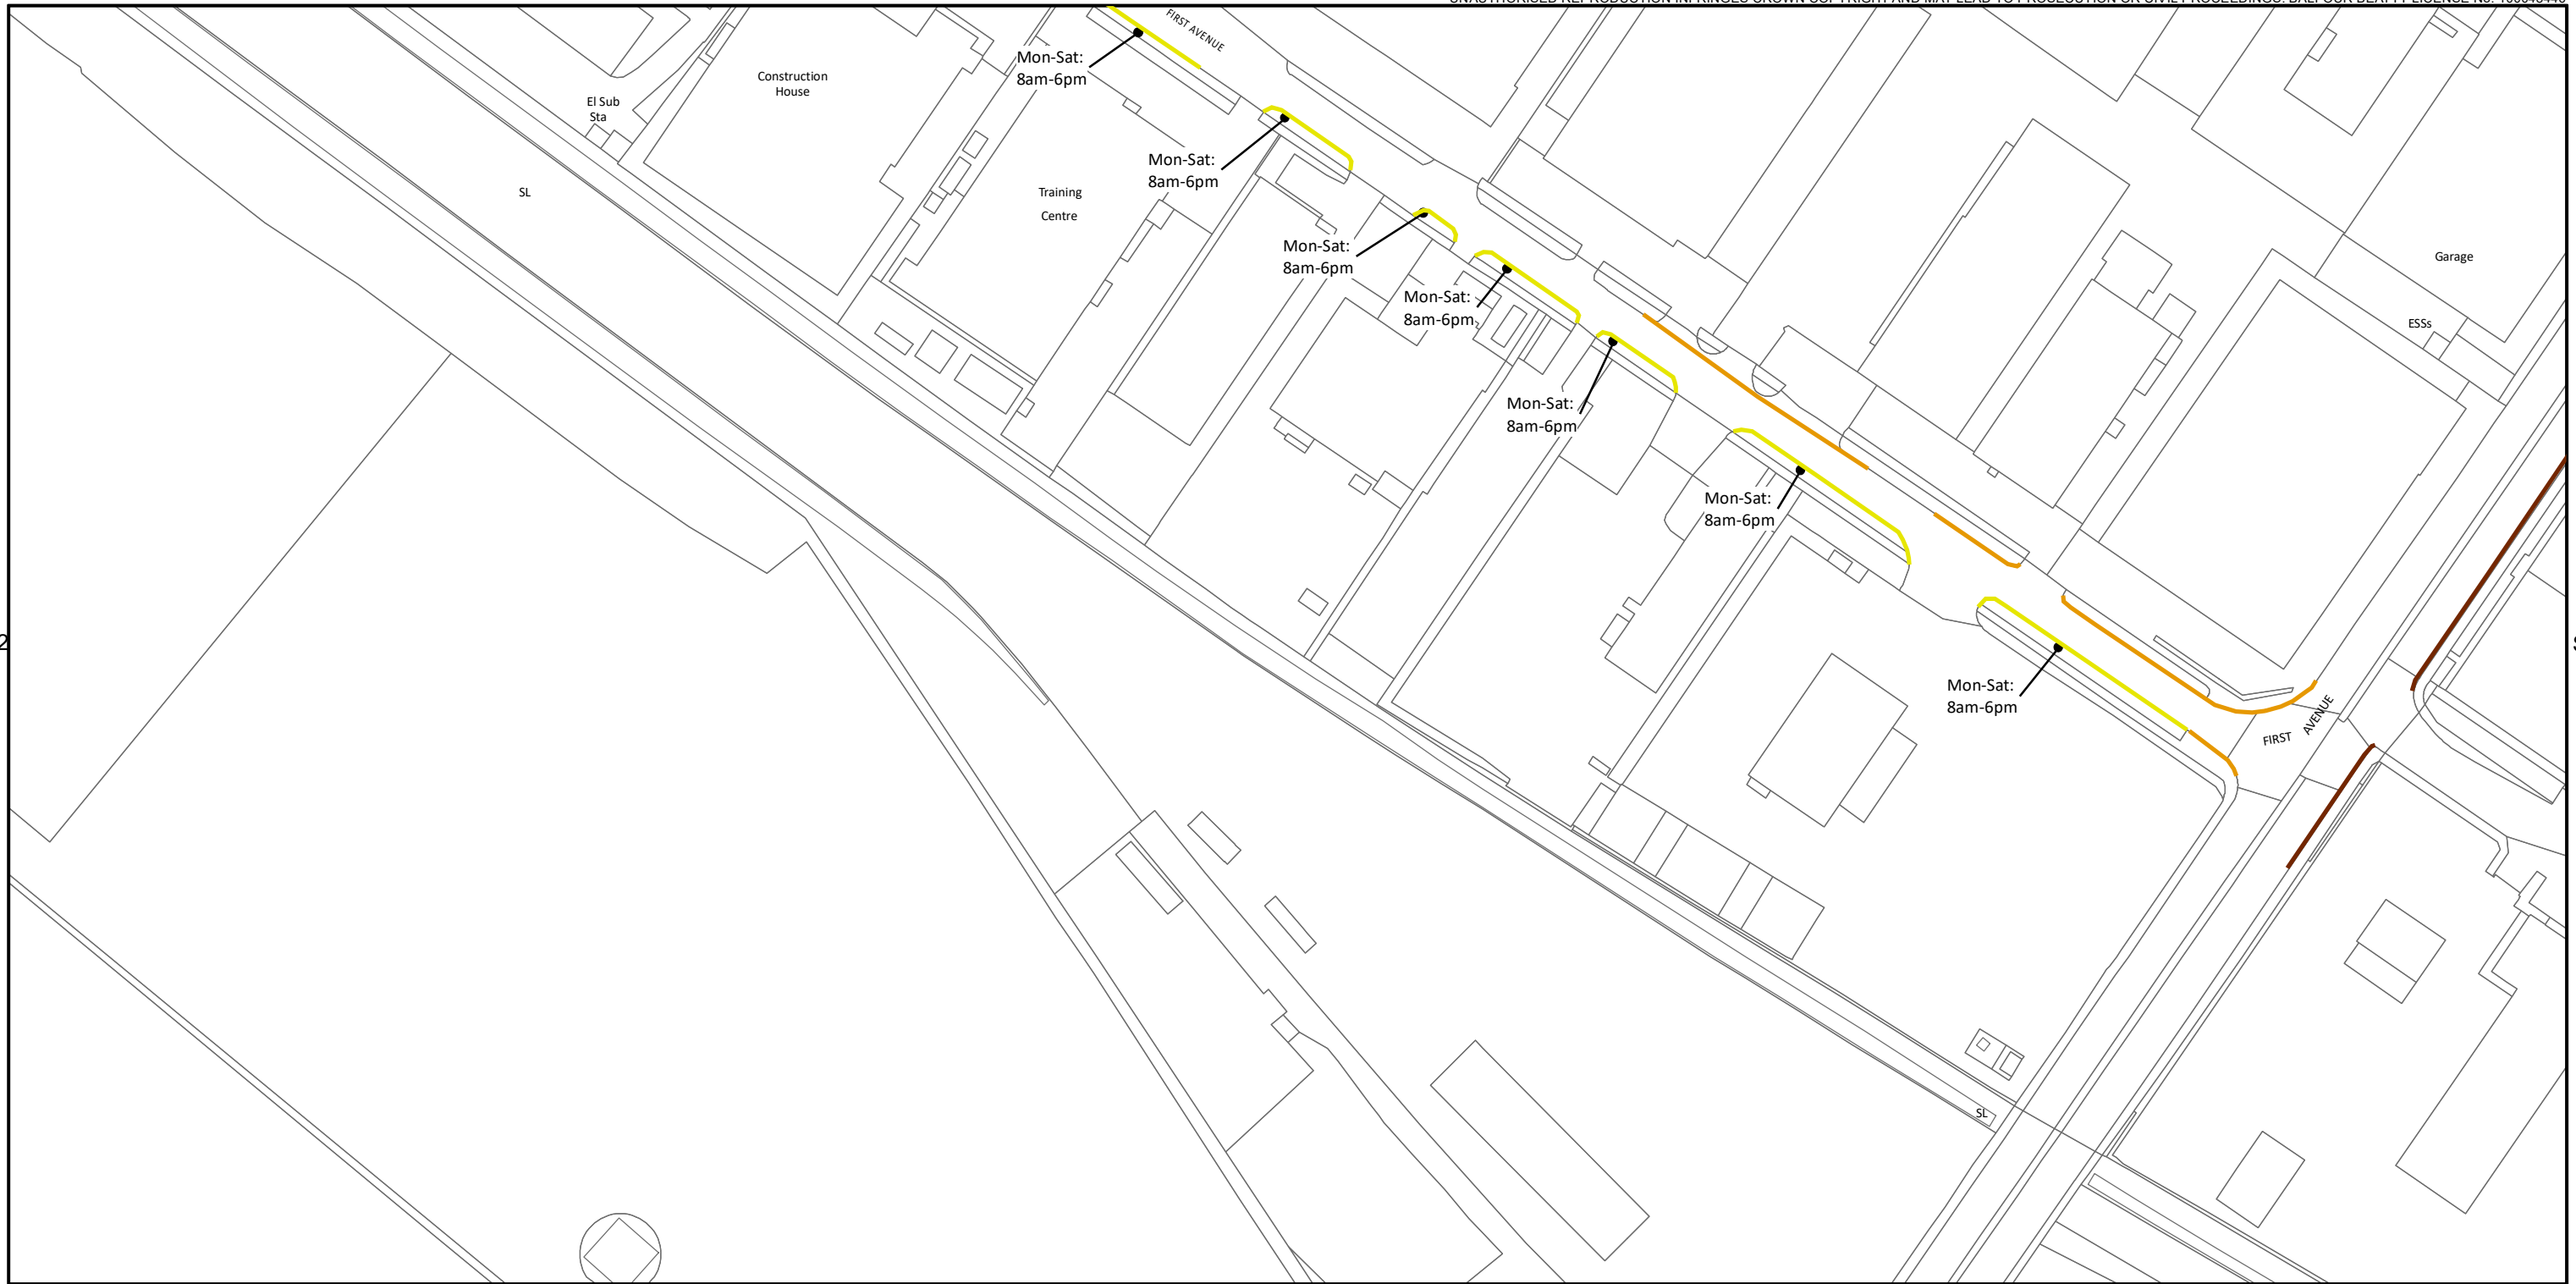 FIRST AVENUE
Mon-Sat:
8am-6pm
Construction
House
El Sub
Sta
Mon-Sat:
8am-6pm
SL
Training
Centre
Mon-Sat:
8am-6pm
Garage
Mon-Sat:
8am-6pm
ESSs
Mon-Sat:
8am-6pm
Mon-Sat:
8am-6pm
2
Mon-Sat:
8am-6pm
FIRST AVENUE
SL